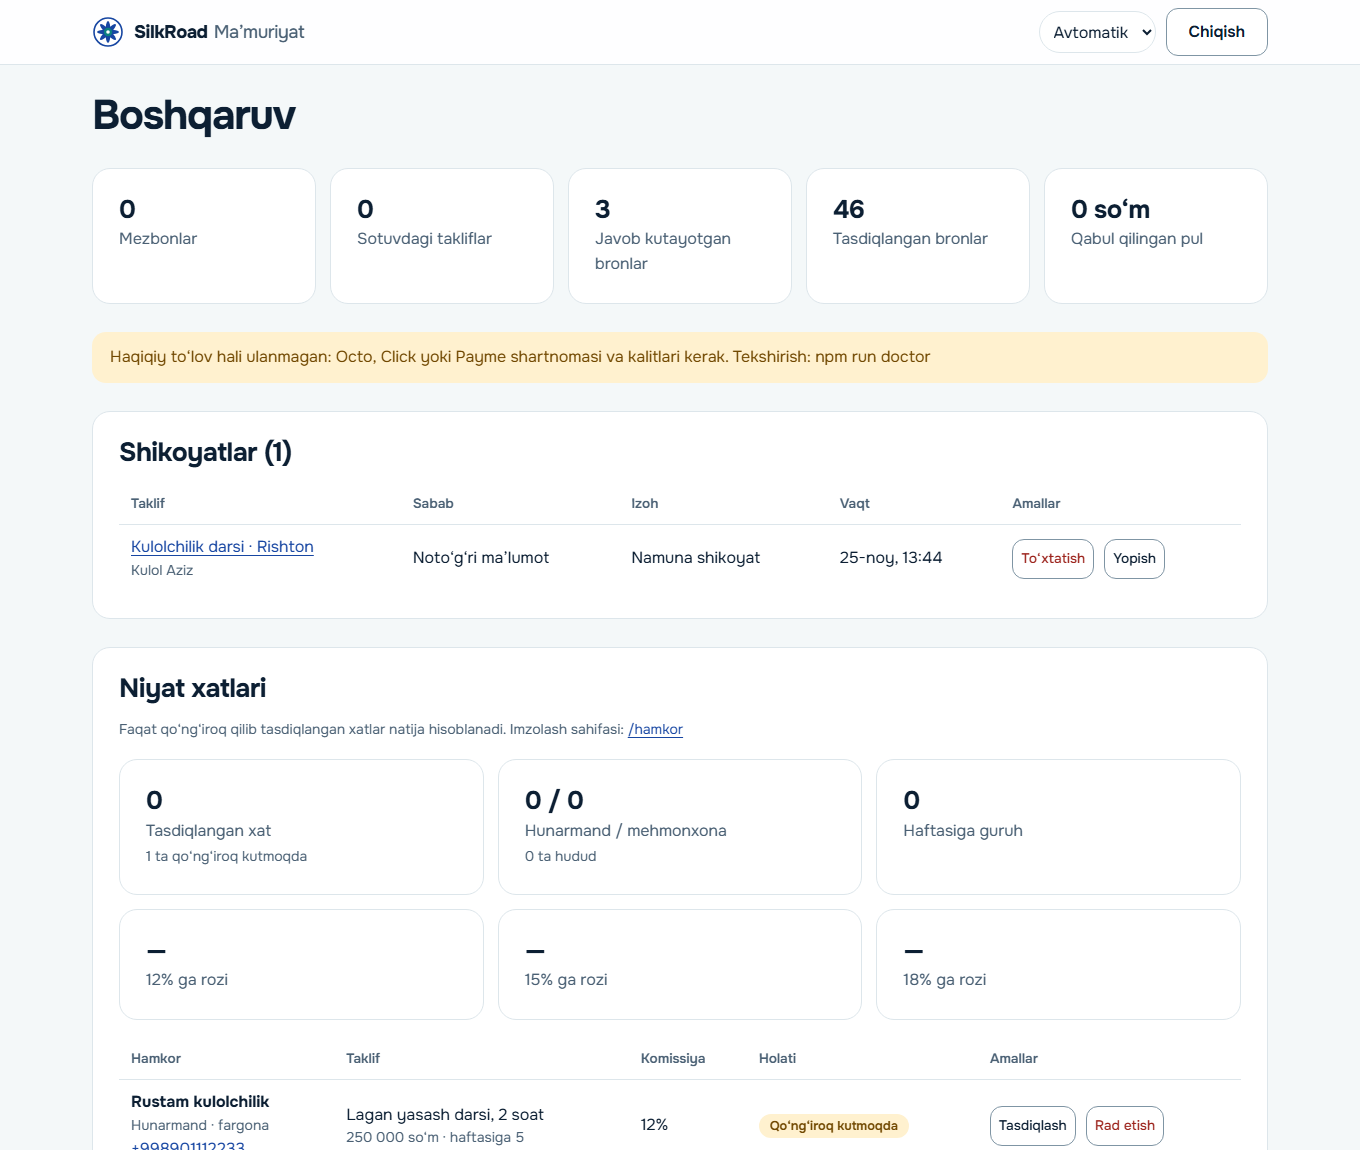 SilkRoad Ma’muriyat
Avtomatik
Chiqish
Boshqaruv
0
Mezbonlar
0
Sotuvdagi takliflar
3
Javob kutayotgan
bronlar
46
Tasdiqlangan bronlar
0 so‘m
Qabul qilingan pul
Haqiqiy to‘lov hali ulanmagan: Octo, Click yoki Payme shartnomasi va kalitlari kerak. Tekshirish: npm run doctor
Shikoyatlar (1)
Taklif Sabab Izoh Vaqt Amallar
Kulolchilik darsi · Rishton
Kulol Aziz
Noto‘g‘ri ma’lumot
Namuna shikoyat
25-noy, 13:44
To‘xtatish
Yopish
Niyat xatlari
Faqat qo‘ng‘iroq qilib tasdiqlangan xatlar natija hisoblanadi. Imzolash sahifasi: /hamkor
0
Tasdiqlangan xat
1 ta qo‘ng‘iroq kutmoqda
0 / 0
Hunarmand / mehmonxona
0 ta hudud
0
Haftasiga guruh
—
12% ga rozi
—
15% ga rozi
—
18% ga rozi
Hamkor Taklif Komissiya Holati Amallar
Rustam kulolchilik
Hunarmand · fargona
+998901112233
Lagan yasash darsi, 2 soat
250 000 so‘m · haftasiga 5
12%
Qo‘ng‘iroq kutmoqda
Tasdiqlash
Rad etish